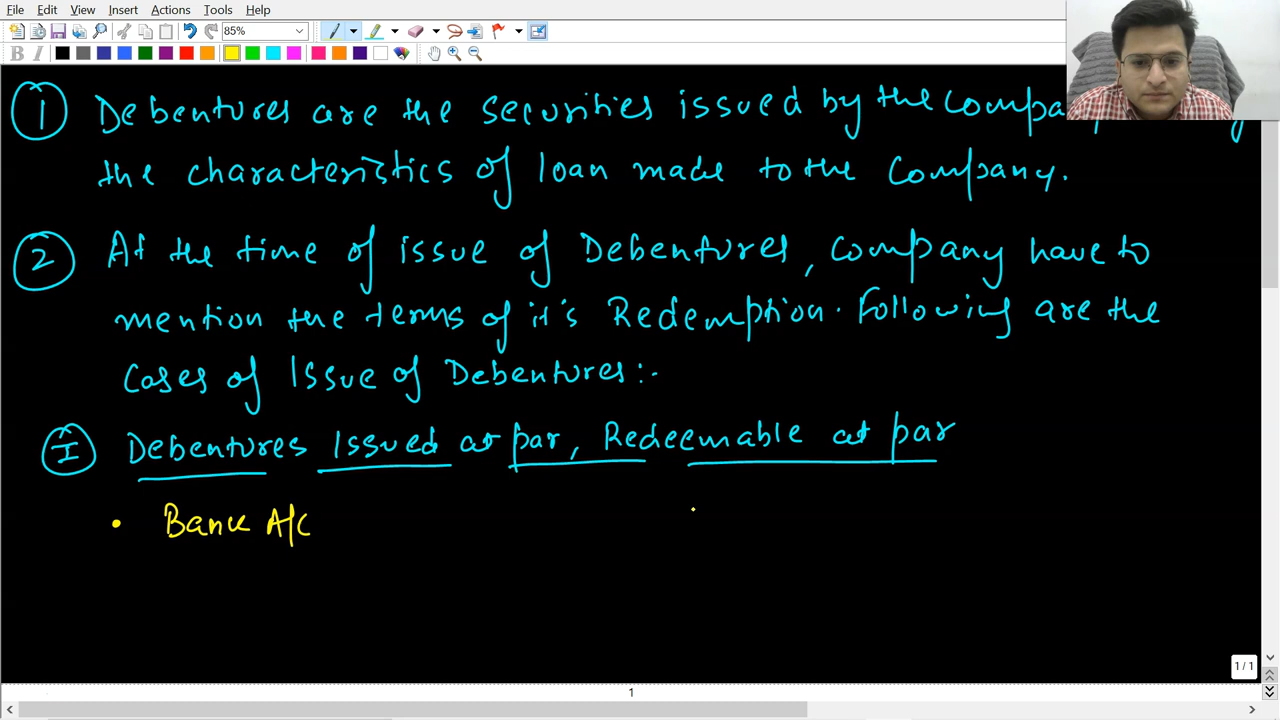 File Edit View Insert Actions Tools Help
85%
B I
① Debentures are the securities issued by the Company
the characteristics of loan made to the Company.
② At the time of issue of Debentures, Company have to
mention the terms of it's Redemption. Following are the
Cases of Issue of Debentures:-
Ⓘ Debentures Issued at par, Redeemable at par
• Bank A/c
1 / 1
1